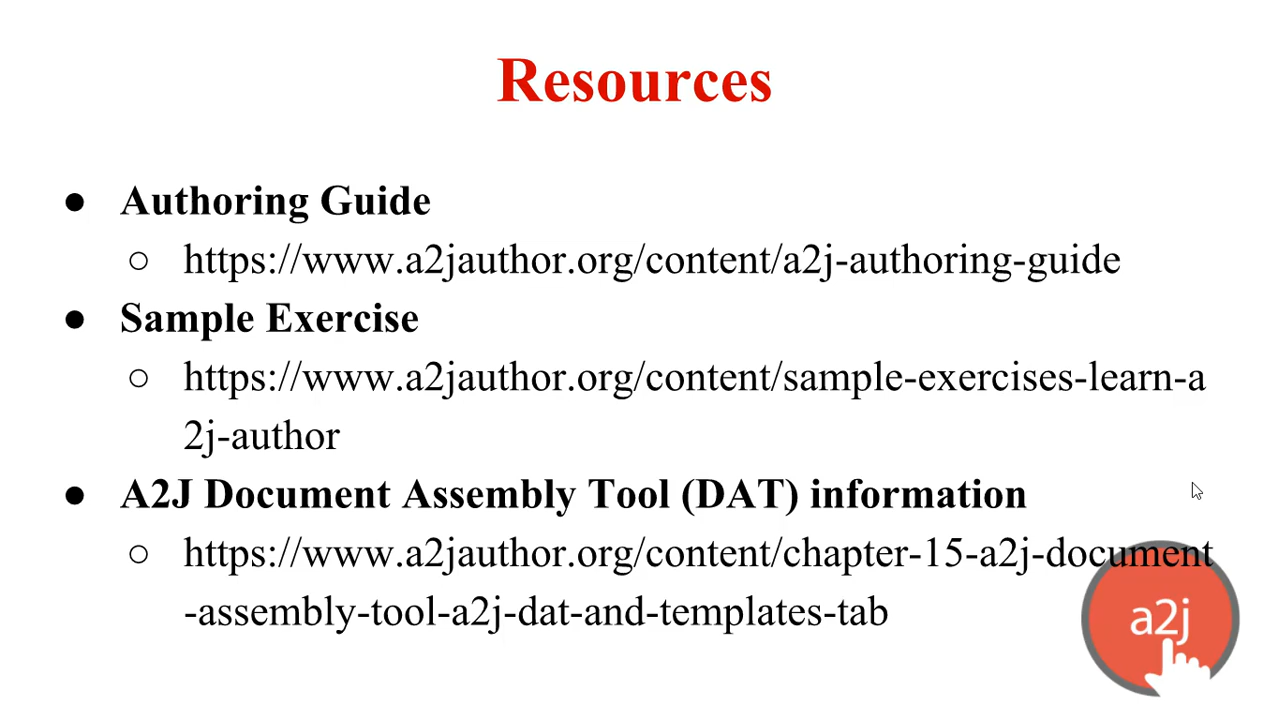 Resources
● Authoring Guide
○ https://www.a2jauthor.org/content/a2j-authoring-guide
● Sample Exercise
○ https://www.a2jauthor.org/content/sample-exercises-learn-a
2j-author
● A2J Document Assembly Tool (DAT) information
○ https://www.a2jauthor.org/content/chapter-15-a2j-document
-assembly-tool-a2j-dat-and-templates-tab
a2j